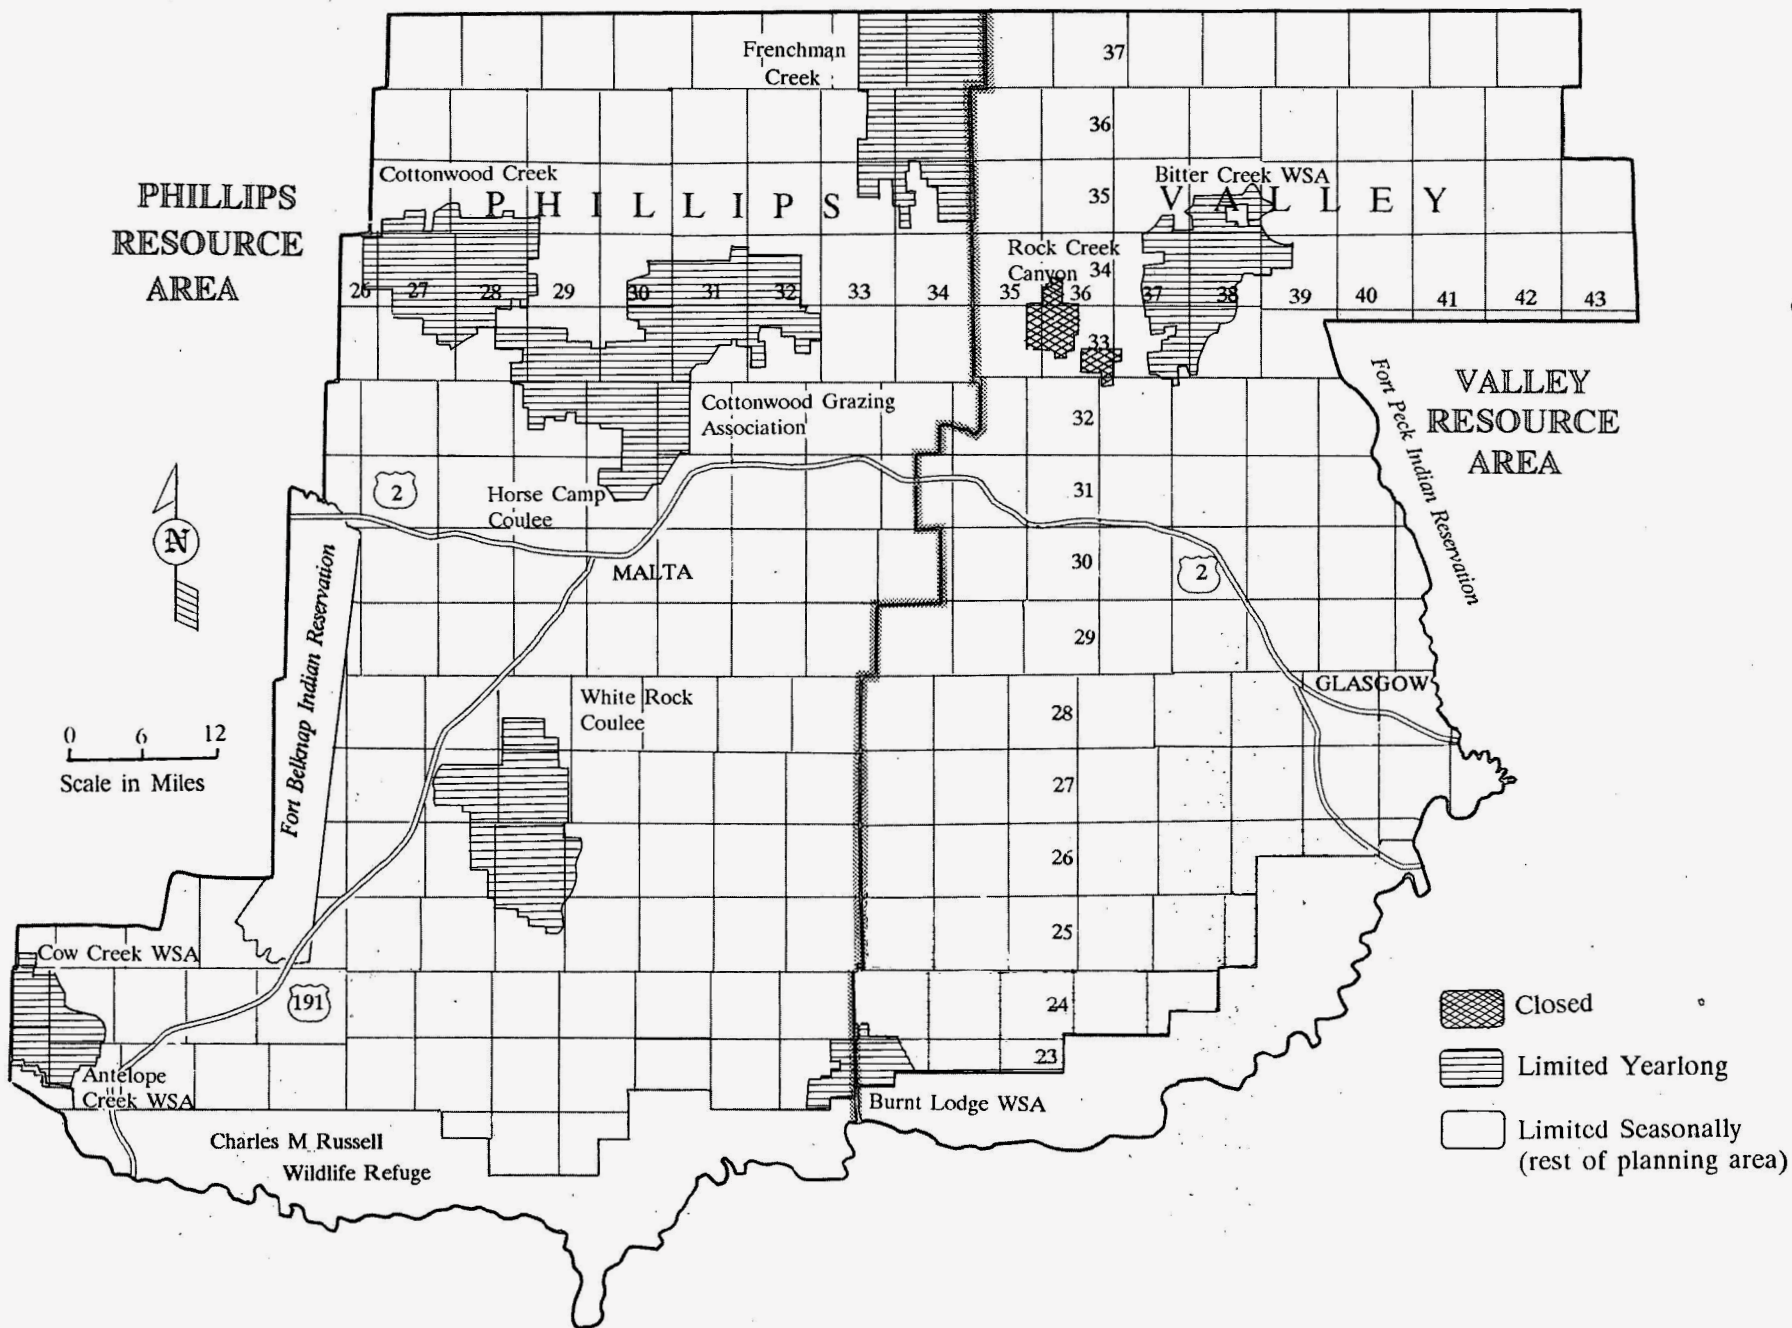 Frenchman
Creek
37
36
Cottonwood Creek
PHILLIPS
RESOURCE
AREA
PHILLIPS
35
Bitter Creek WSA
VALLEY
Rock Creek
Canyon
34
26 27 28 29 30 31 32 33 34 35 36 37 38 39 40 41 42 43
33
Fort Peck Indian Reservation
VALLEY
RESOURCE
AREA
Cottonwood Grazing
Association
32
2
Horse Camp
Coulee
31
N
MALTA
30
2
Fort Belknap Indian Reservation
29
GLASGOW
White Rock
Coulee
28
0 6 12
Scale in Miles
27
26
25
Cow Creek WSA
191
24
23
Antelope
Creek WSA
Burnt Lodge WSA
Charles M Russell
Wildlife Refuge
Closed
Limited Yearlong
Limited Seasonally
(rest of planning area)